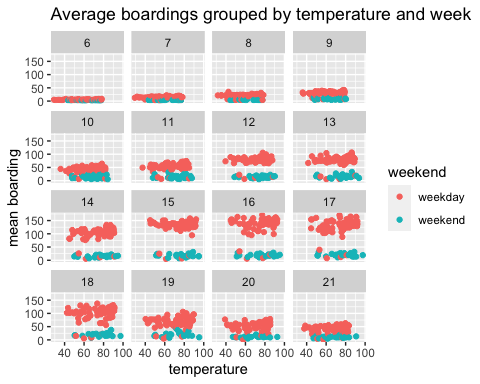 Average boardings grouped by temperature and week
6 7 8 9
150
100
50
0
10 11 12 13
150
100
50
0
14 15 16 17
150
100
50
0
18 19 20 21
150
100
50
0
40 60 80 100 40 60 80 100 40 60 80 100 40 60 80 100
temperature
mean boarding
weekend
weekday
weekend